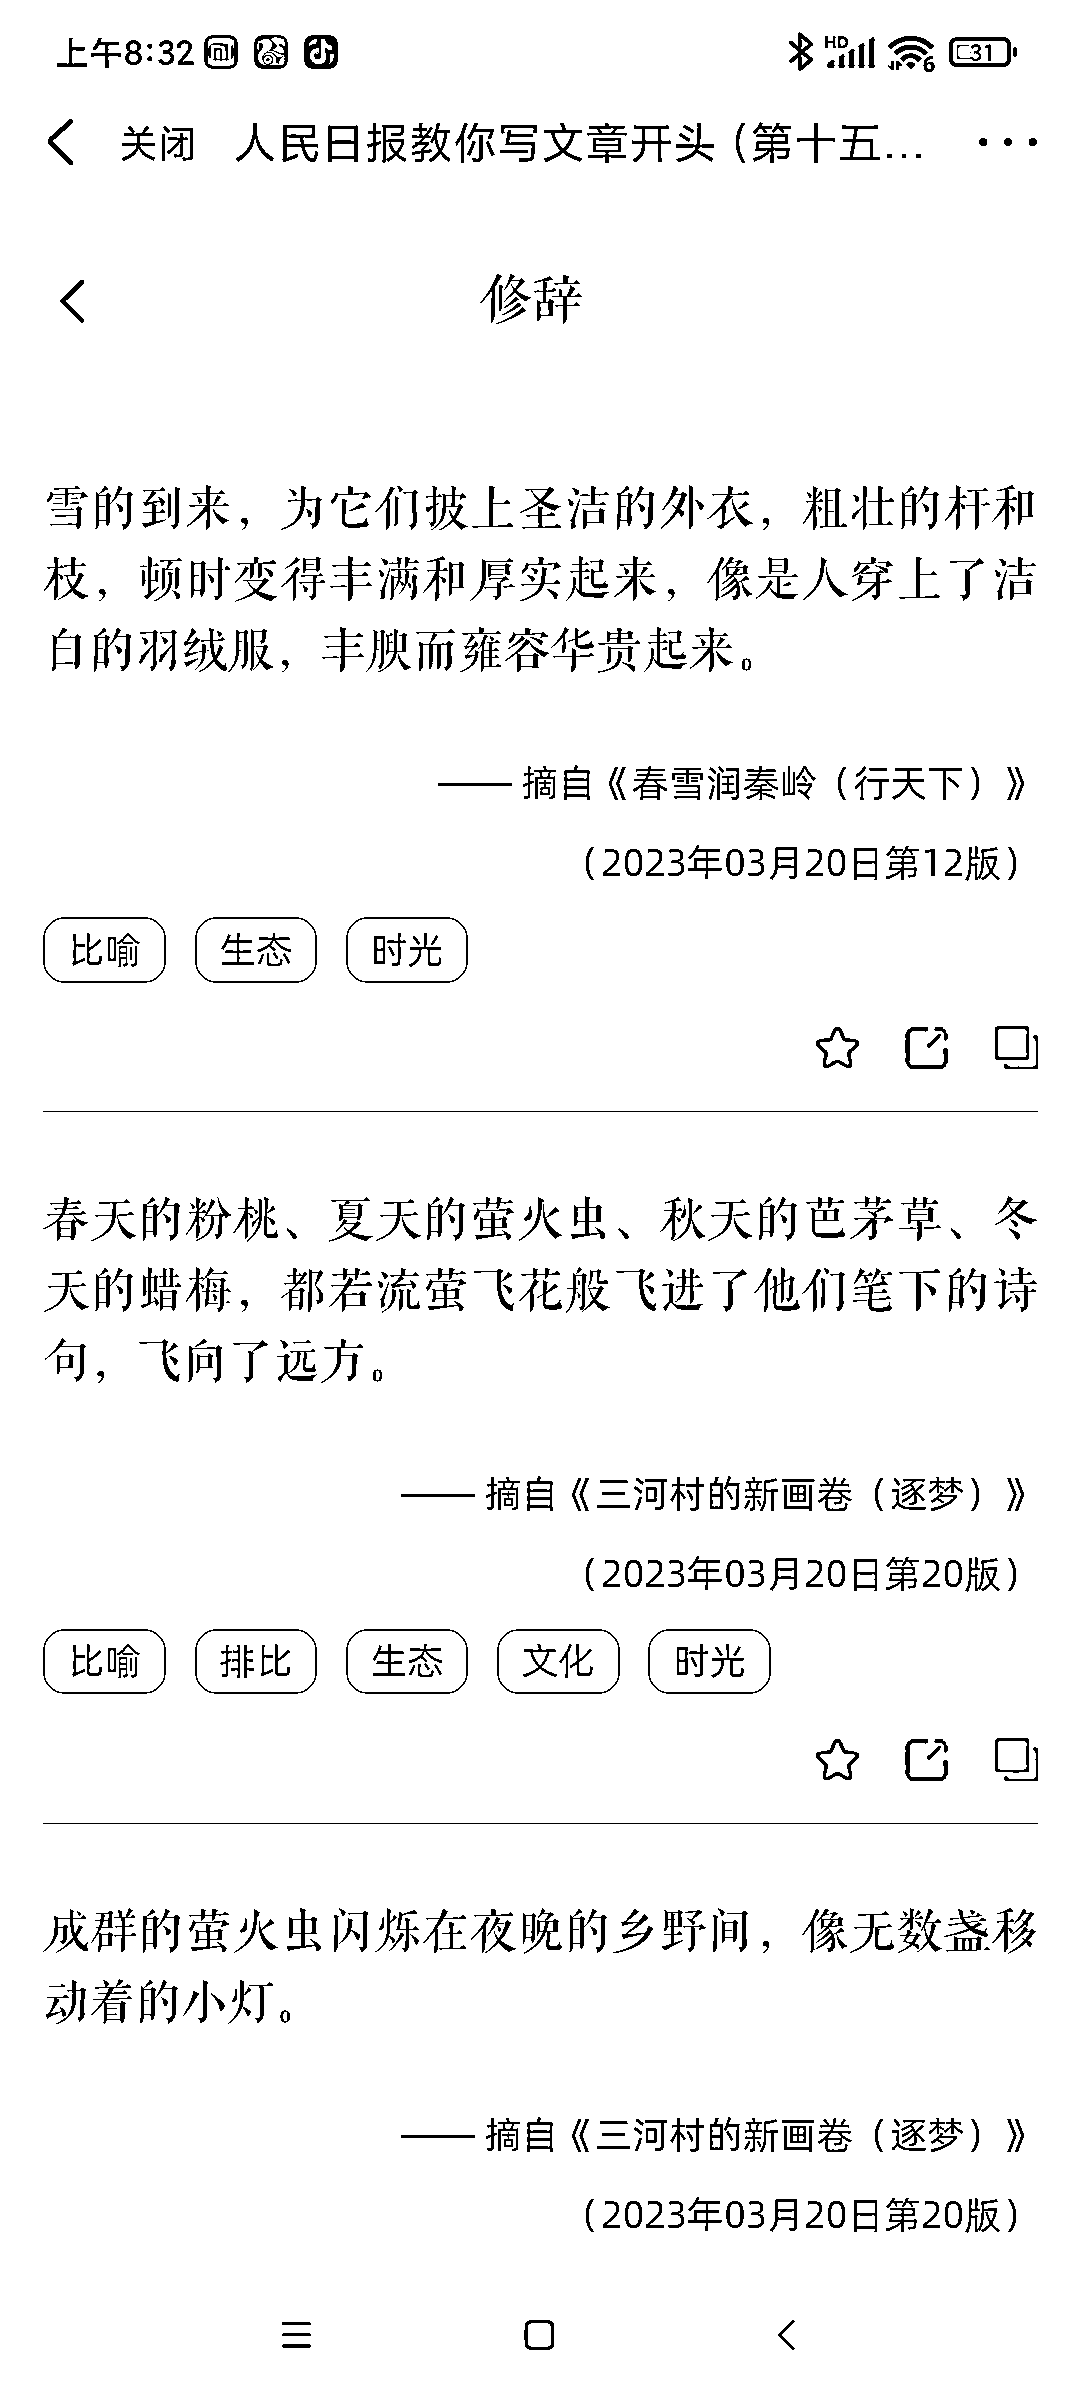 上午8:32 HD 6 31
关闭 人民日报教你写文章开头（第十五...
修辞
雪的到来，为它们披上圣洁的外衣，粗壮的杆和
枝，顿时变得丰满和厚实起来，像是人穿上了洁
白的羽绒服，丰腴而雍容华贵起来。
—— 摘自《春雪润秦岭（行天下）》
（2023年03月20日第12版）
比喻 生态 时光
春天的粉桃、夏天的萤火虫、秋天的芭茅草、冬
天的蜡梅，都若流萤飞花般飞进了他们笔下的诗
句，飞向了远方。
—— 摘自《三河村的新画卷（逐梦）》
（2023年03月20日第20版）
比喻 排比 生态 文化 时光
成群的萤火虫闪烁在夜晚的乡野间，像无数盏移
动着的小灯。
—— 摘自《三河村的新画卷（逐梦）》
（2023年03月20日第20版）